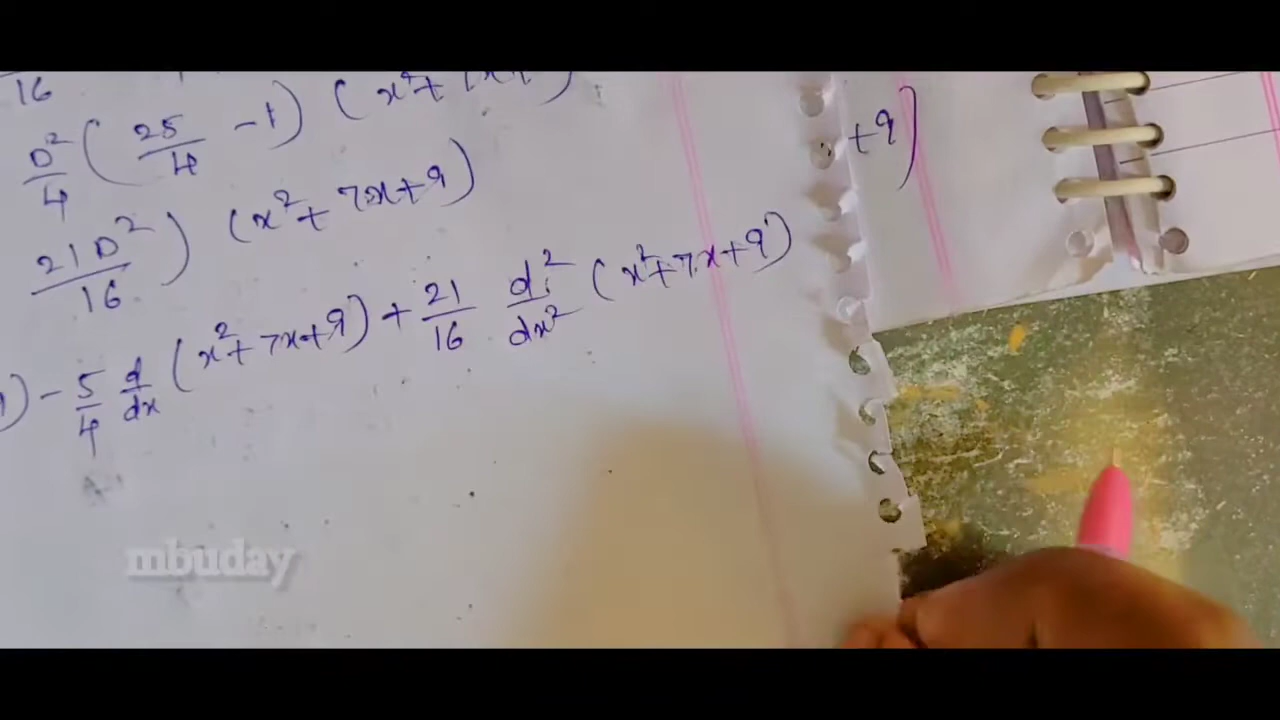 16
D²/4 (25/4 - 1) (x² + 7x +
+9)
21D²/16) (x² + 7x + 9)
) - 5/4 d/dx (x² + 7x + 9) + 21/16 d²/dx² (x² + 7x + 9)
mbuday